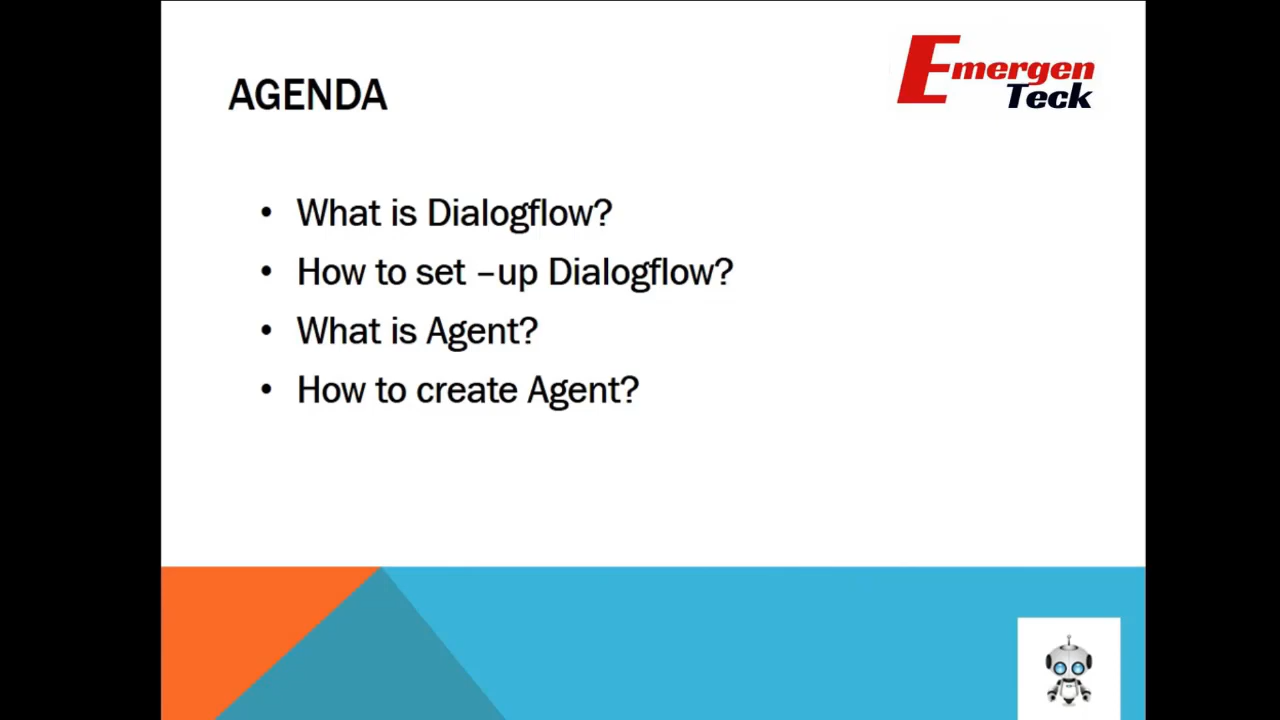 AGENDA
Emergen
Teck
• What is Dialogflow?
• How to set –up Dialogflow?
• What is Agent?
• How to create Agent?